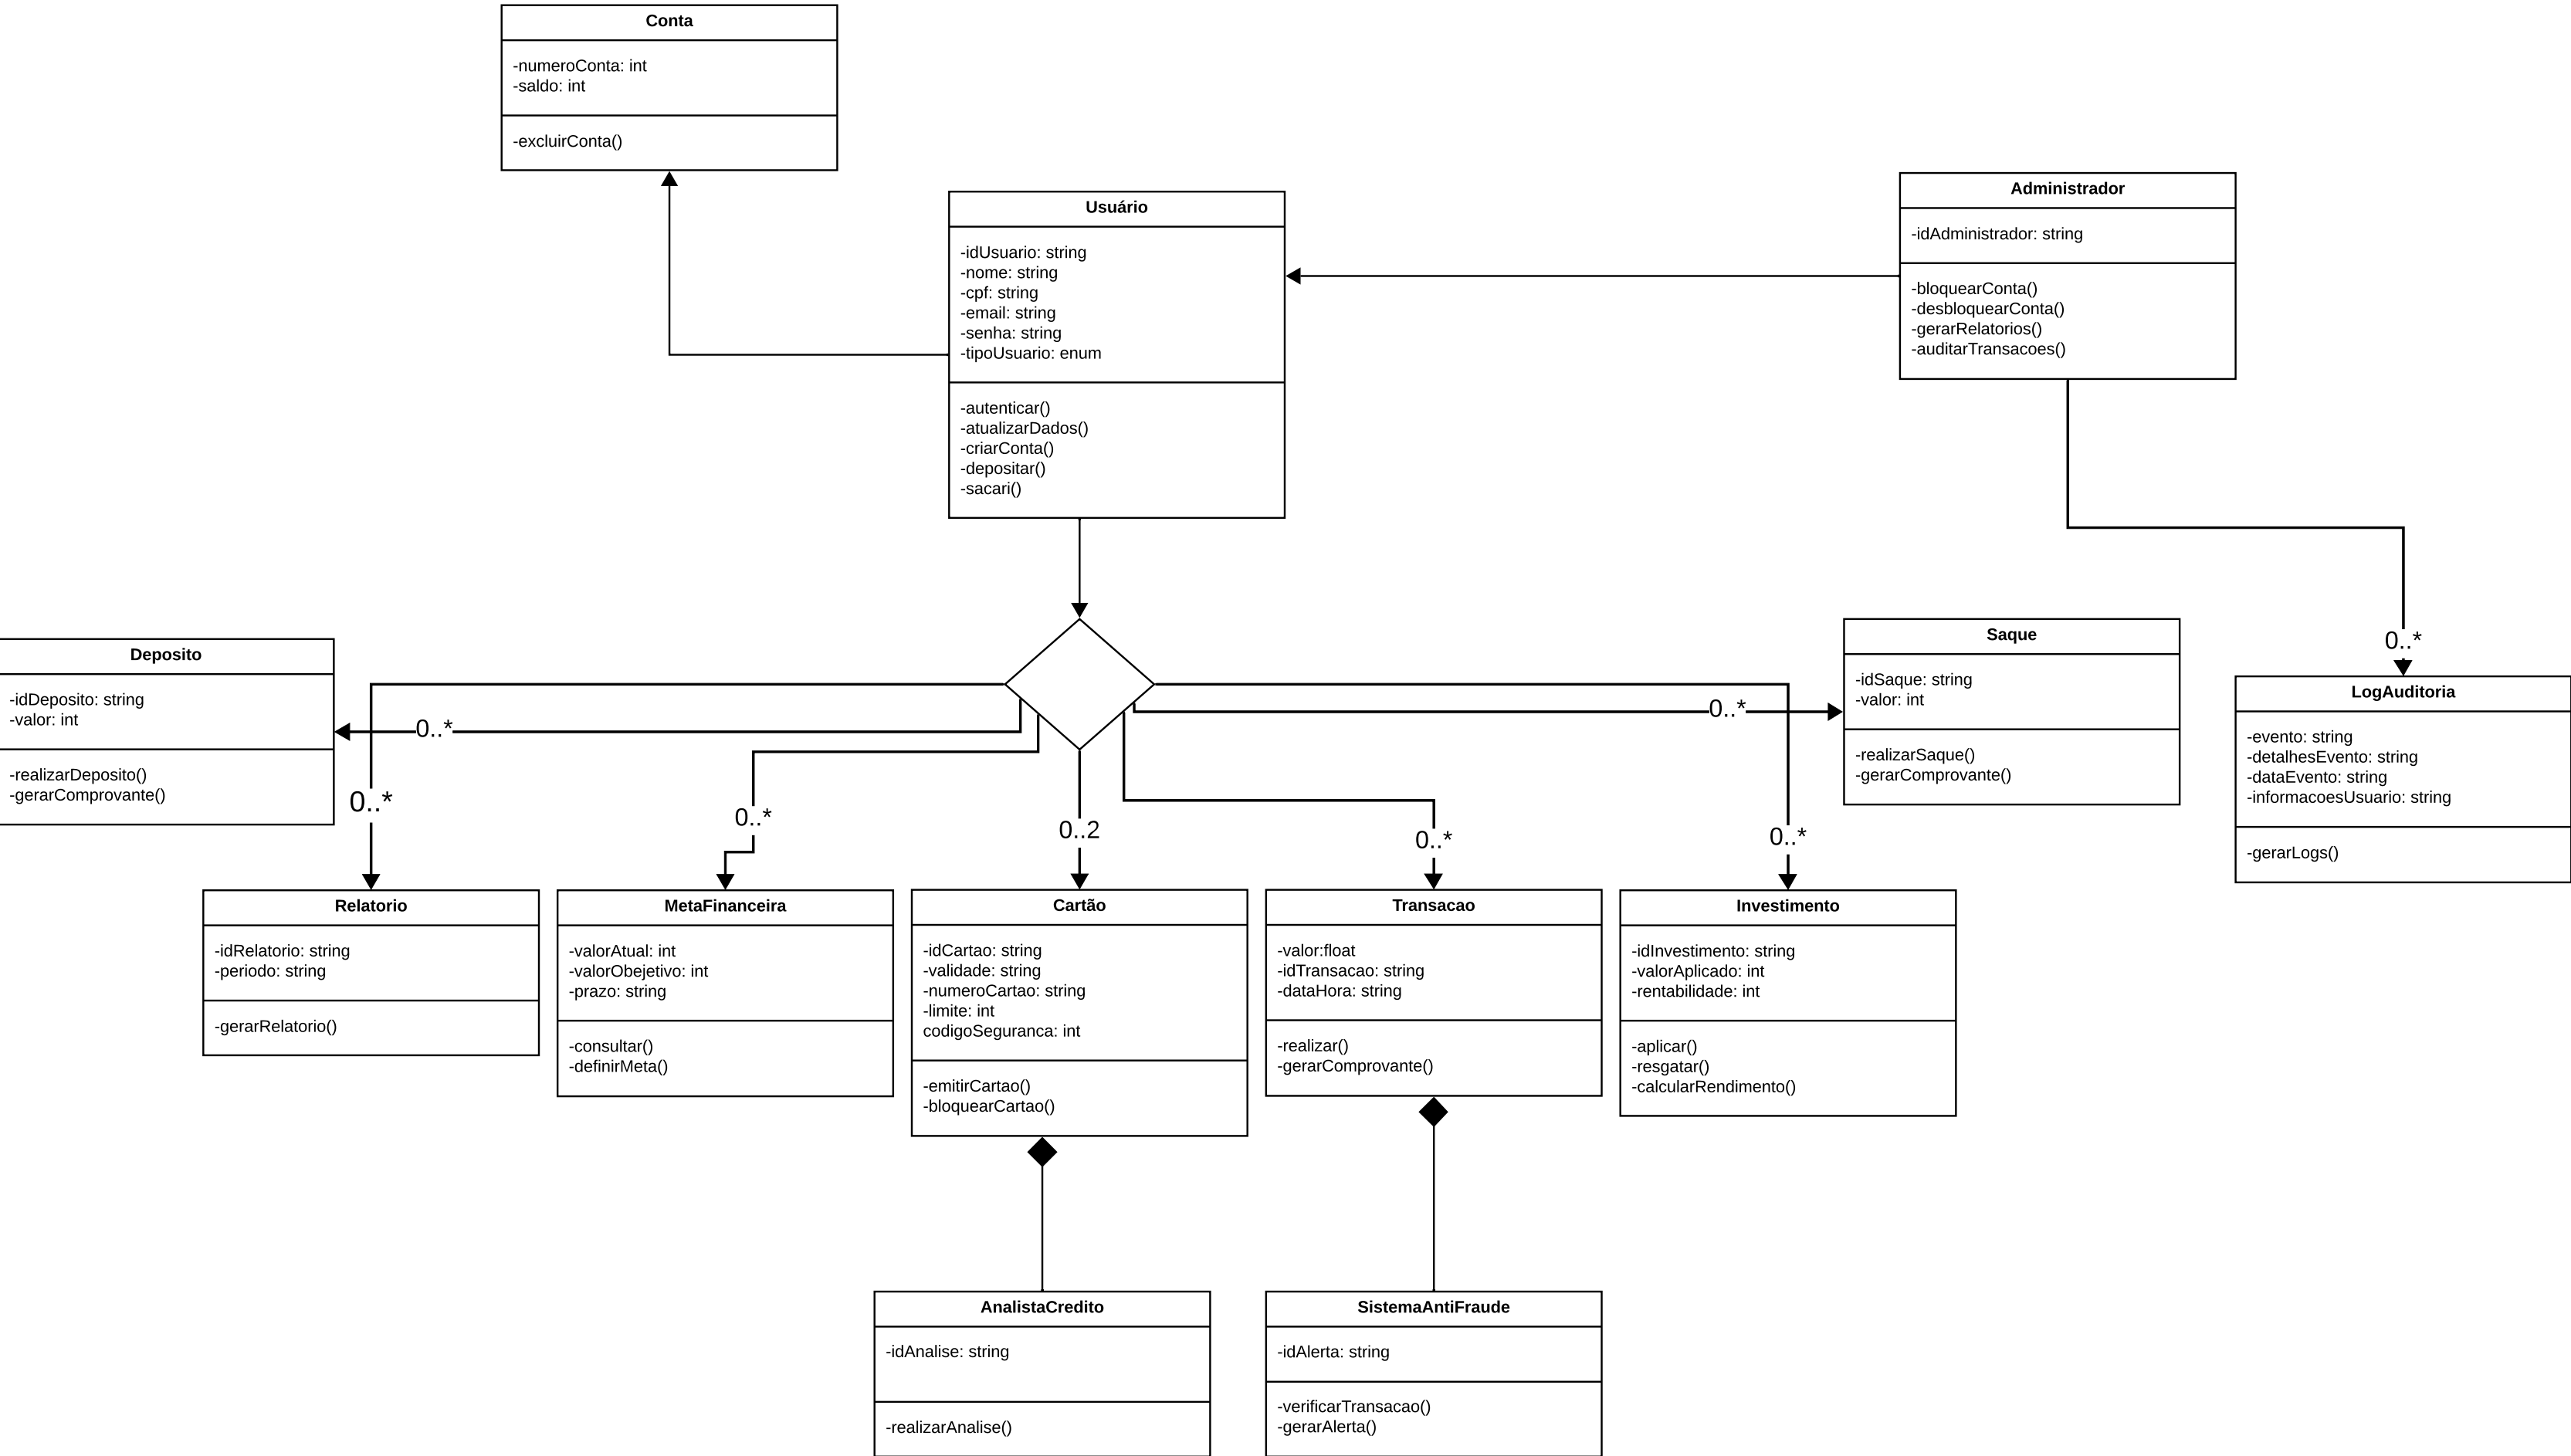 Conta
-numeroConta: int
-saldo: int
-excluirConta()
Usuário
-idUsuario: string
-nome: string
-cpf: string
-email: string
-senha: string
-tipoUsuario: enum
-autenticar()
-atualizarDados()
-criarConta()
-depositar()
-sacari()
Administrador
-idAdministrador: string
-bloquearConta()
-desbloquearConta()
-gerarRelatorios()
-auditarTransacoes()
Deposito
-idDeposito: string
-valor: int
-realizarDeposito()
-gerarComprovante()
0..*
0..*
0..*
0..2
0..*
0..*
0..*
0..*
Saque
-idSaque: string
-valor: int
-realizarSaque()
-gerarComprovante()
LogAuditoria
-evento: string
-detalhesEvento: string
-dataEvento: string
-informacoesUsuario: string
-gerarLogs()
Relatorio
-idRelatorio: string
-periodo: string
-gerarRelatorio()
MetaFinanceira
-valorAtual: int
-valorObejetivo: int
-prazo: string
-consultar()
-definirMeta()
Cartão
-idCartao: string
-validade: string
-numeroCartao: string
-limite: int
codigoSeguranca: int
-emitirCartao()
-bloquearCartao()
Transacao
-valor:float
-idTransacao: string
-dataHora: string
-realizar()
-gerarComprovante()
Investimento
-idInvestimento: string
-valorAplicado: int
-rentabilidade: int
-aplicar()
-resgatar()
-calcularRendimento()
AnalistaCredito
-idAnalise: string
-realizarAnalise()
SistemaAntiFraude
-idAlerta: string
-verificarTransacao()
-gerarAlerta()